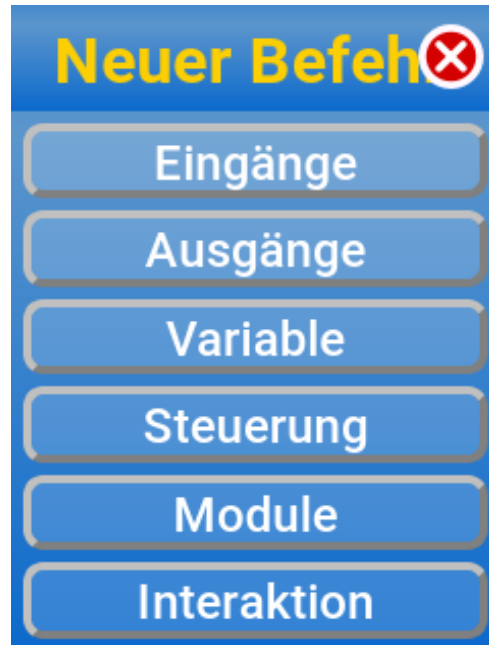 Neuer Befeh
Eingänge
Ausgänge
Variable
Steuerung
Module
Interaktion